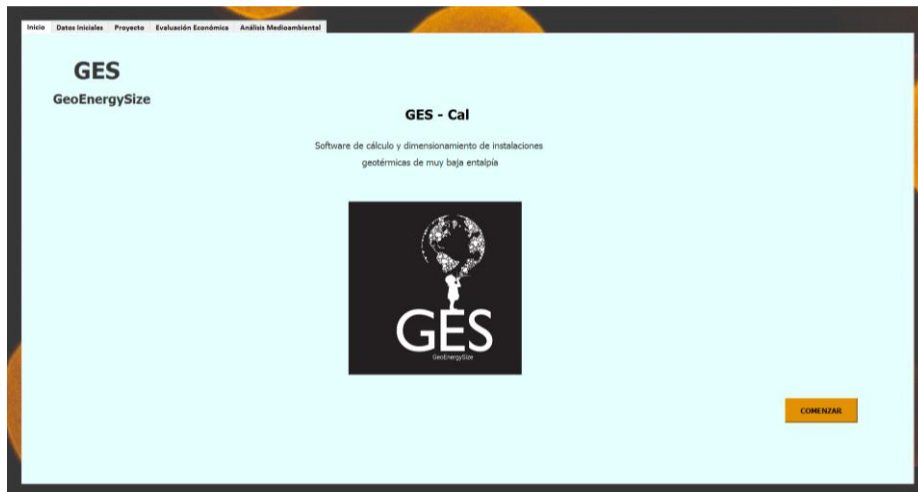 Inicio Datos Iniciales Proyecto Evaluación Económica Análisis Medioambiental
GES
GeoEnergySize
GES - Cal
Software de cálculo y dimensionamiento de instalaciones
geotérmicas de muy baja entalpía
GES
GeoEnergySize
COMENZAR